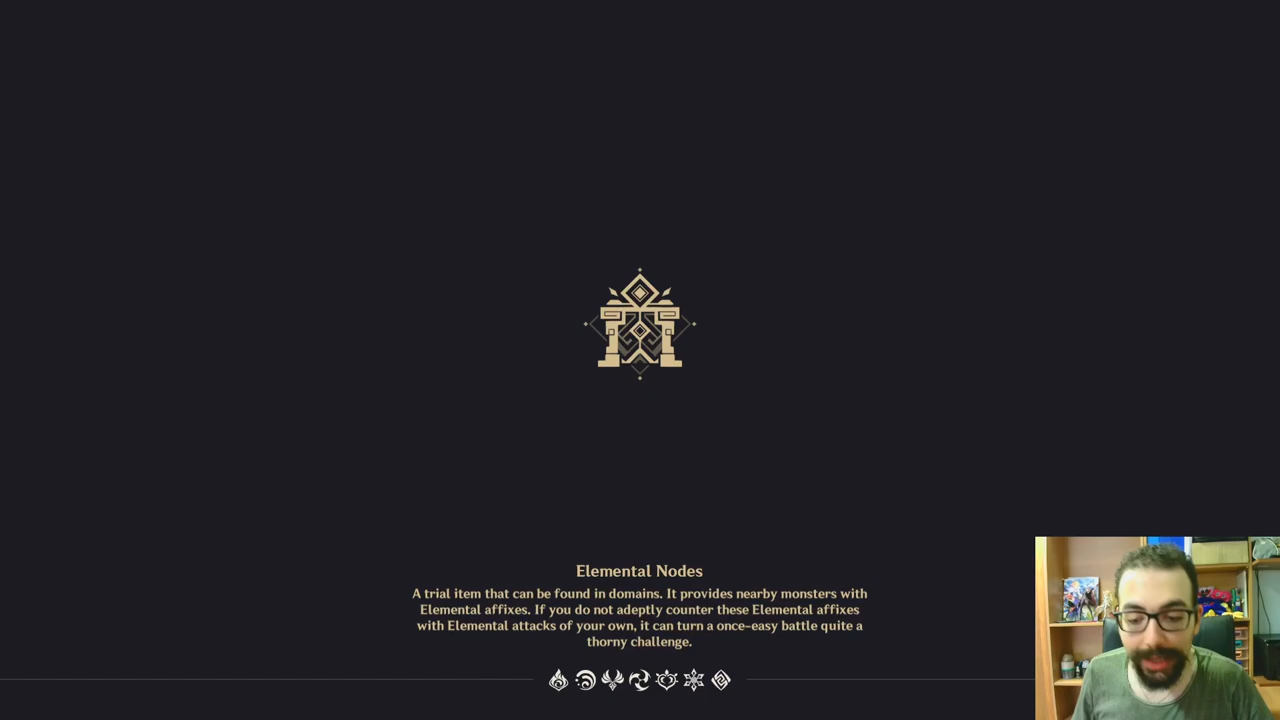 Elemental Nodes
A trial item that can be found in domains. It provides nearby monsters with
Elemental affixes. If you do not adeptly counter these Elemental affixes
with Elemental attacks of your own, it can turn a once-easy battle quite a
thorny challenge.